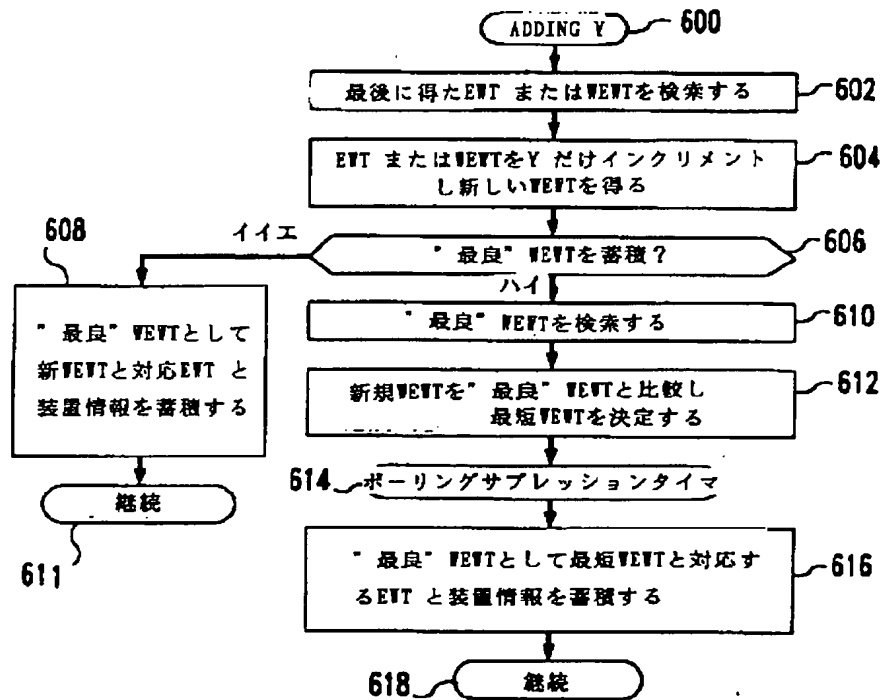 ADDING Y
600
最後に得たEWT またはWEWTを検索する
602
EWT またはWEWTをY だけインクリメント
し新しいWEWTを得る
604
イイエ
608
"最良" WEWTを蓄積?
606
ハイ
"最良" WEWTとして
新WEWTと対応EWT と
装置情報を蓄積する
"最良" WEWTを検索する
610
新規WEWTを"最良" WEWTと比較し
最短WEWTを決定する
612
614
ポーリングサプレッションタイマ
継続
611
"最良" WEWTとして最短WEWTと対応す
るEWT と装置情報を蓄積する
616
618
継続